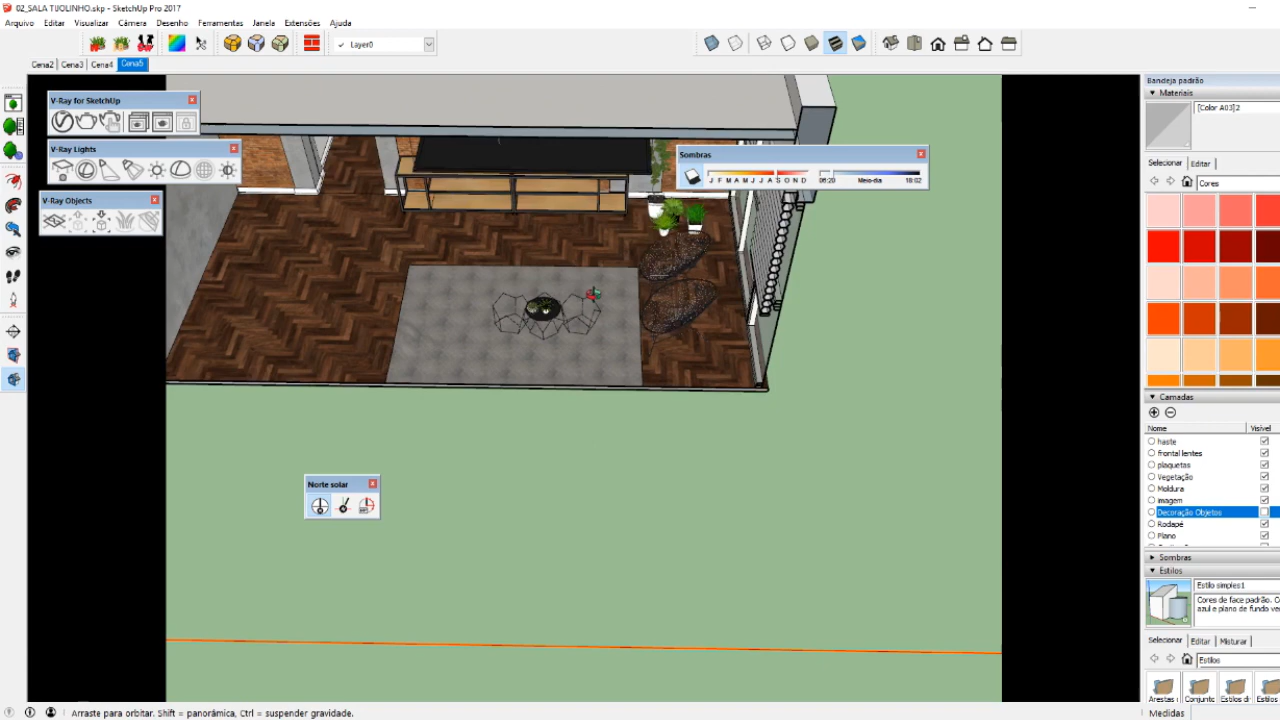 02_SALA TIJOLINHO.skp - SketchUp Pro 2017
Arquivo Editar Visualizar Câmera Desenho Ferramentas Janela Extensões Ajuda
Layer0
Cena2 Cena3 Cena4 Cena5
Bandeja padrão
Materiais
[Color A03]2
Selecionar Editar
Cores
V-Ray for SketchUp
V-Ray Lights
V-Ray Objects
Sombras
J F M A M J J A S O N D 06:20 Meio-dia 18:02
Norte solar
Camadas
Nome Visível
haste
frontal lentes
plaquetas
Vegetação
Moldura
Imagem
Decoração Objetos
Rodapé
Plano
Sombras
Estilos
Estilo simples1
Cores de face padrão. C
azul e plano de fundo ve
Selecionar Editar Misturar
Estilos
Arestas Conjunto Estilos d Estilos
Arraste para orbitar. Shift = panorâmica, Ctrl = suspender gravidade.
Medidas